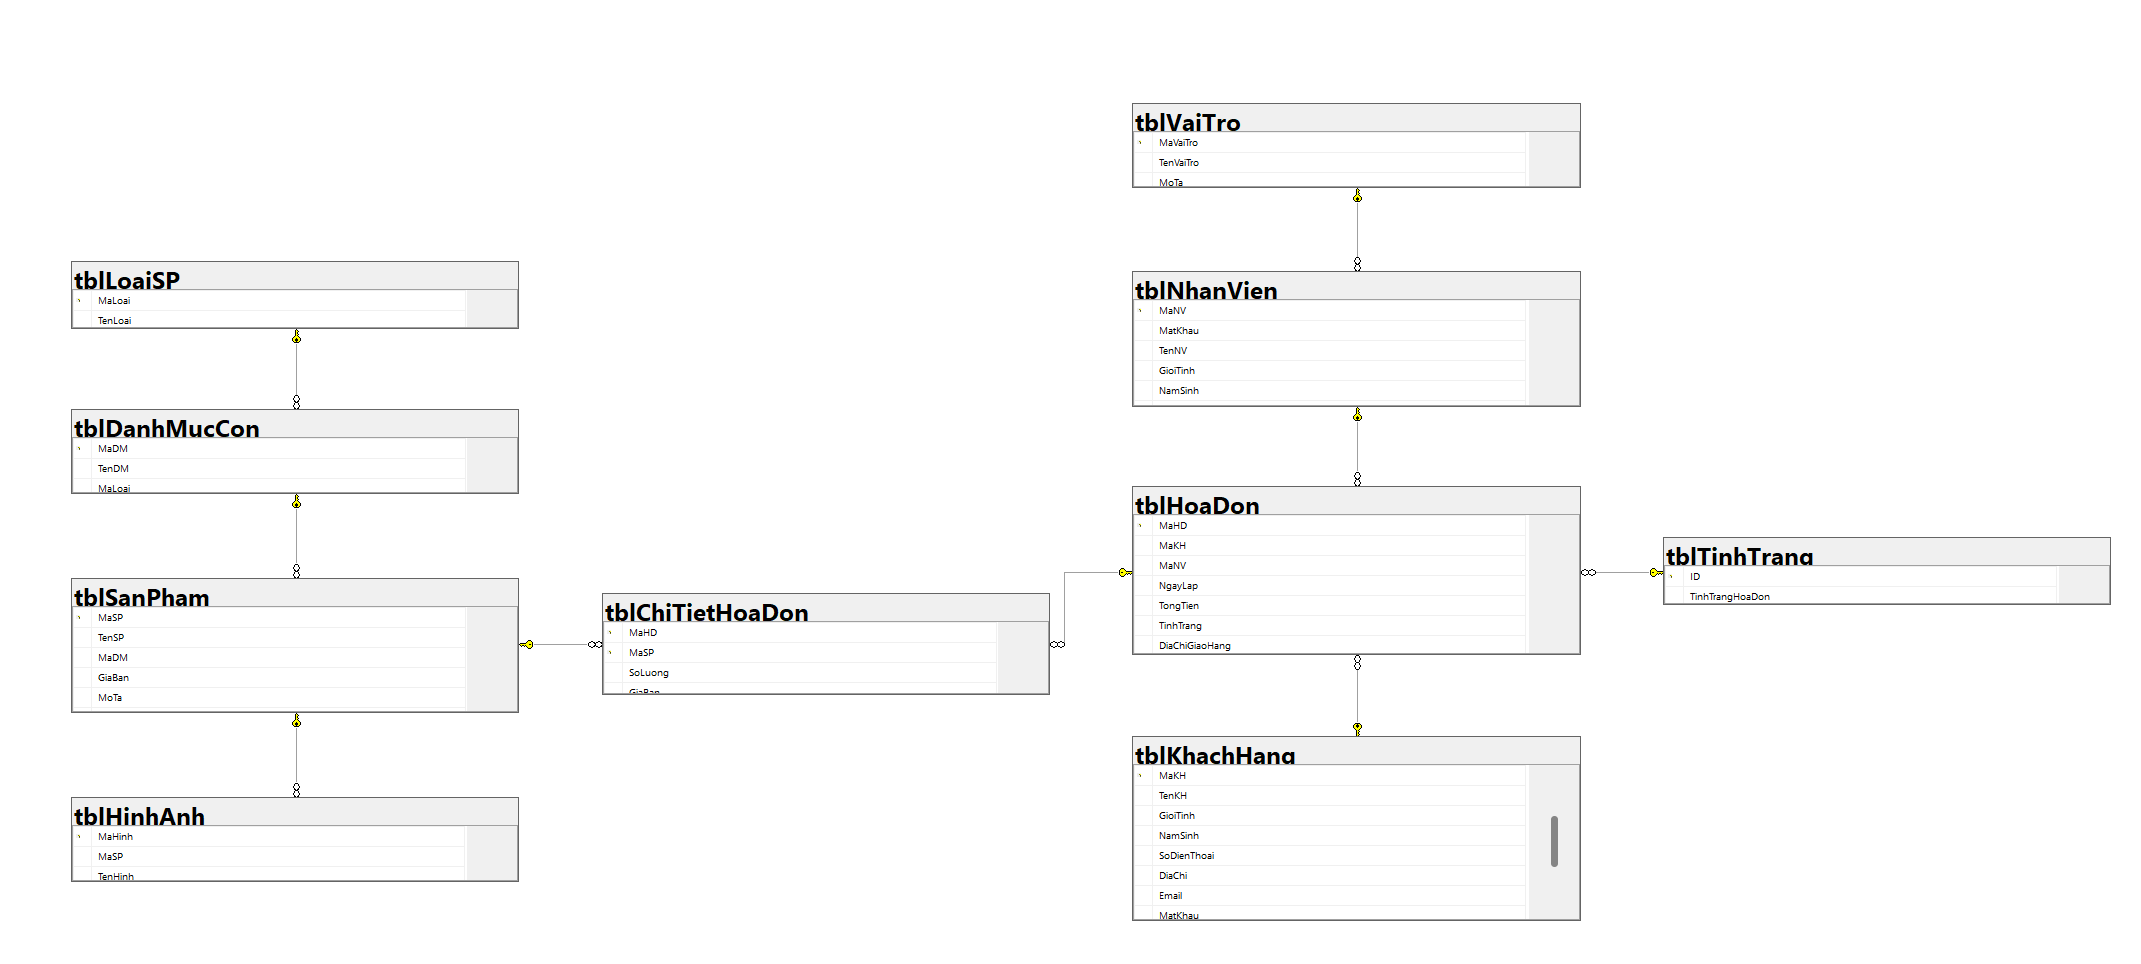 tblVaiTro
MaVaiTro
TenVaiTro
MoTa
tblLoaiSP
MaLoai
TenLoai
tblNhanVien
MaNV
MatKhau
TenNV
GioiTinh
NamSinh
tblDanhMucCon
MaDM
TenDM
MaLoai
tblHoaDon
MaHD
MaKH
MaNV
NgayLap
TongTien
TinhTrang
DiaChiGiaoHang
tblTinhTrang
ID
TinhTrangHoaDon
tblSanPham
MaSP
TenSP
MaDM
GiaBan
MoTa
tblChiTietHoaDon
MaHD
MaSP
SoLuong
GiaBan
tblKhachHang
MaKH
TenKH
GioiTinh
NamSinh
SoDienThoai
DiaChi
Email
MatKhau
tblHinhAnh
MaHinh
MaSP
TenHinh